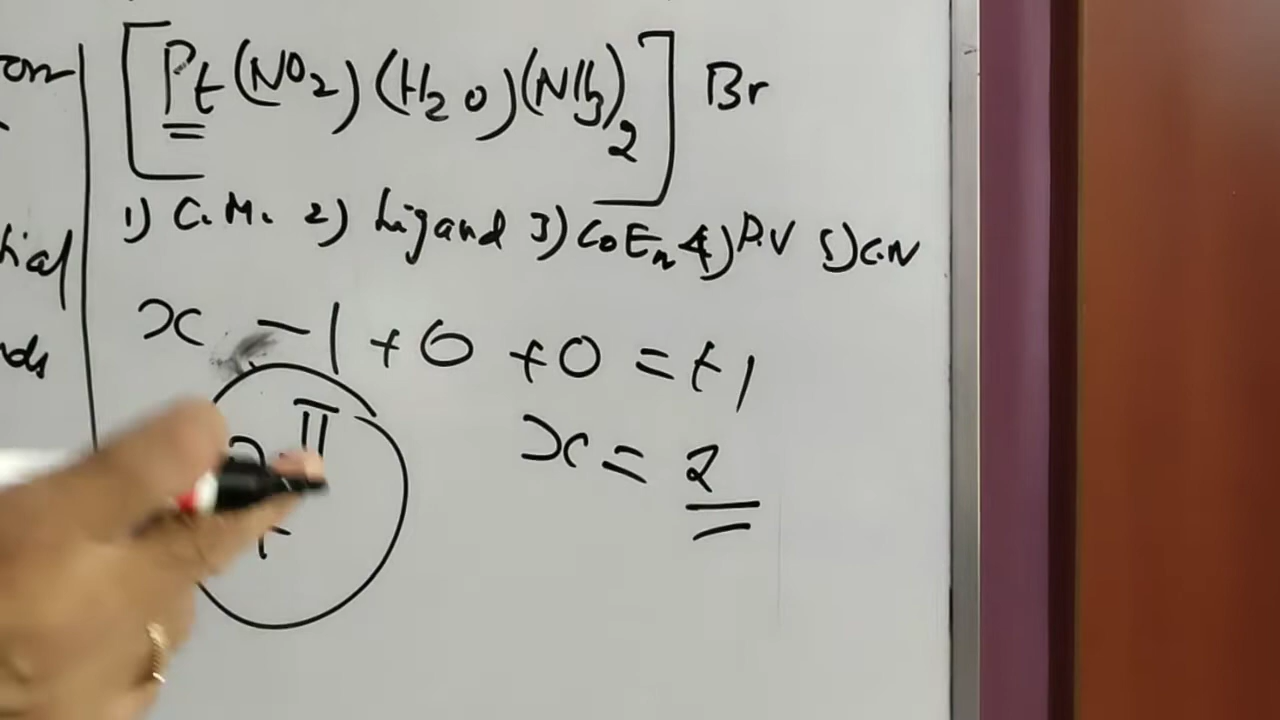 [Pt(NO2)(H2O)(NH3)2] Br
1) C.M. 2) Ligand 3) CoEn 4) P.V 5) C.N
x -1 + 0 + 0 = +1
x = 2
II